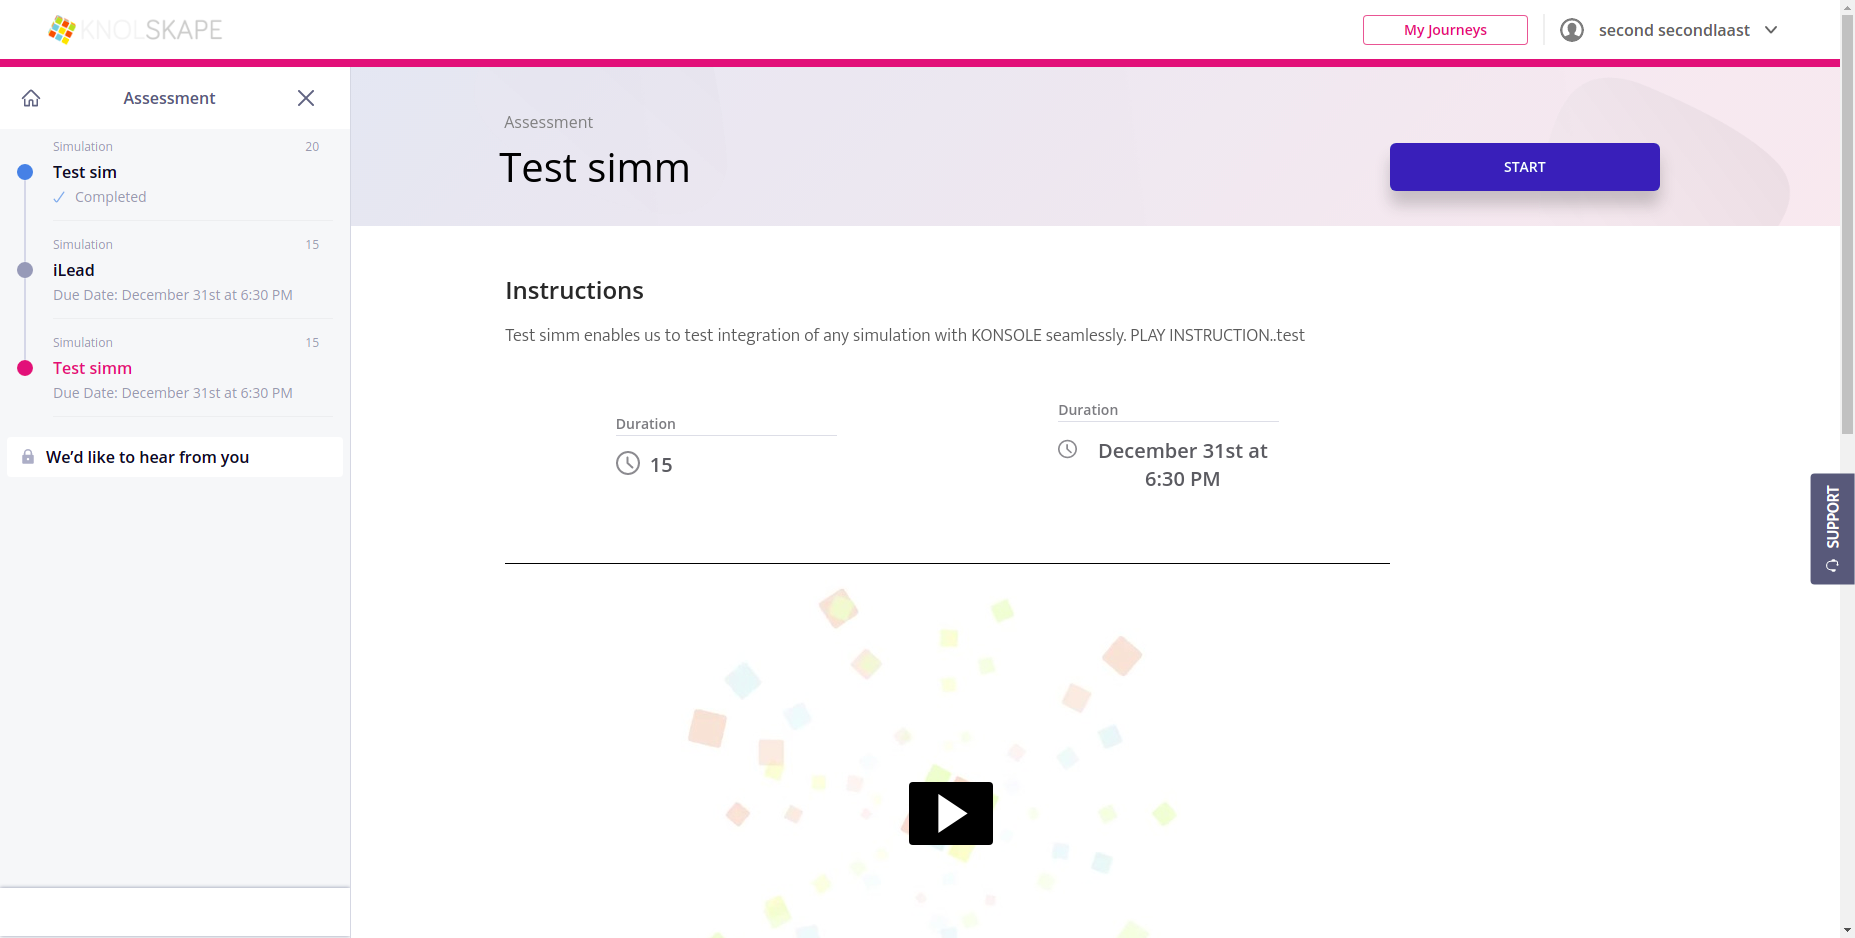 KNOLSKAPE
My Journeys
second secondlaast
Assessment
Simulation 20
Test sim
Completed
Simulation 15
iLead
Due Date: December 31st at 6:30 PM
Simulation 15
Test simm
Due Date: December 31st at 6:30 PM
We’d like to hear from you
Assessment
Test simm
START
Instructions
Test simm enables us to test integration of any simulation with KONSOLE seamlessly. PLAY INSTRUCTION..test
Duration
15
Duration
December 31st at
6:30 PM
SUPPORT